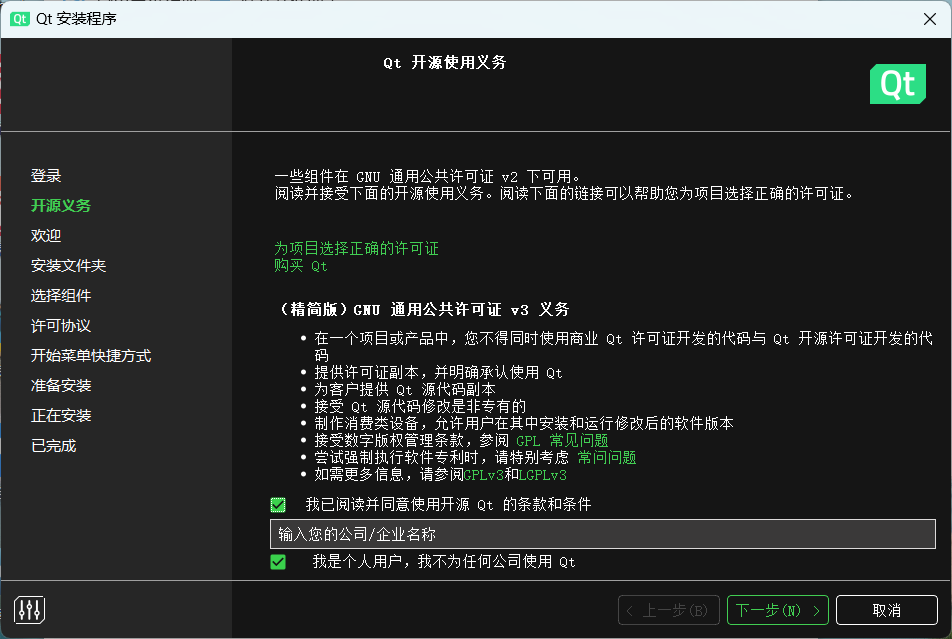 Qt Qt 安装程序
Qt 开源使用义务
Qt
登录
开源义务
欢迎
安装文件夹
选择组件
许可协议
开始菜单快捷方式
准备安装
正在安装
已完成
一些组件在 GNU 通用公共许可证 v2 下可用。
阅读并接受下面的开源使用义务。阅读下面的链接可以帮助您为项目选择正确的许可证。
为项目选择正确的许可证
购买 Qt
（精简版）GNU 通用公共许可证 v3 义务
• 在一个项目或产品中，您不得同时使用商业 Qt 许可证开发的代码与 Qt 开源许可证开发的代
码
• 提供许可证副本，并明确承认使用 Qt
• 为客户提供 Qt 源代码副本
• 接受 Qt 源代码修改是非专有的
• 制作消费类设备，允许用户在其中安装和运行修改后的软件版本
• 接受数字版权管理条款，参阅 GPL 常见问题
• 尝试强制执行软件专利时，请特别考虑 常问问题
• 如需更多信息，请参阅GPLv3和LGPLv3
我已阅读并同意使用开源 Qt 的条款和条件
输入您的公司/企业名称
我是个人用户，我不为任何公司使用 Qt
< 上一步(B)
下一步(N) >
取消